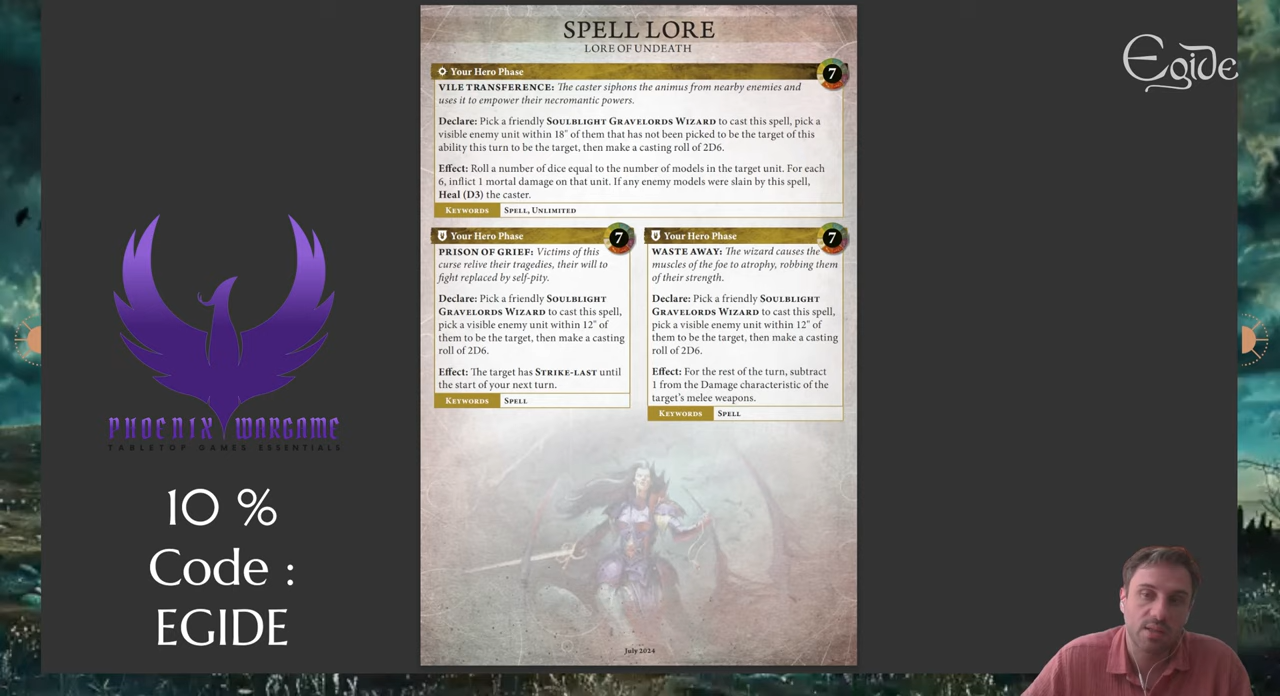 SPELL LORE
LORE OF UNDEATH
Egide
Your Hero Phase
7
VILE TRANSFERENCE: The caster siphons the animus from nearby enemies and
uses it to empower their necromantic powers.
Declare: Pick a friendly SOULBLIGHT GRAVELORDS WIZARD to cast this spell, pick a
visible enemy unit within 18" of them that has not been picked to be the target of this
ability this turn to be the target, then make a casting roll of 2D6.
Effect: Roll a number of dice equal to the number of models in the target unit. For each
6, inflict 1 mortal damage on that unit. If any enemy models were slain by this spell,
Heal (D3) the caster.
KEYWORDS SPELL, UNLIMITED
Your Hero Phase
7
PRISON OF GRIEF: Victims of this
curse relive their tragedies, their will to
fight replaced by self-pity.
Declare: Pick a friendly SOULBLIGHT
GRAVELORDS WIZARD to cast this spell,
pick a visible enemy unit within 12" of
them to be the target, then make a casting
roll of 2D6.
Effect: The target has STRIKE-LAST until
the start of your next turn.
KEYWORDS SPELL
Your Hero Phase
7
WASTE AWAY: The wizard causes the
muscles of the foe to atrophy, robbing them
of their strength.
Declare: Pick a friendly SOULBLIGHT
GRAVELORDS WIZARD to cast this spell,
pick a visible enemy unit within 12" of
them to be the target, then make a casting
roll of 2D6.
Effect: For the rest of the turn, subtract
1 from the Damage characteristic of the
target's melee weapons.
KEYWORDS SPELL
July 2024
PHOENIX WARGAME
TABLETOP GAMES ESSENTIALS
10 %
Code :
EGIDE